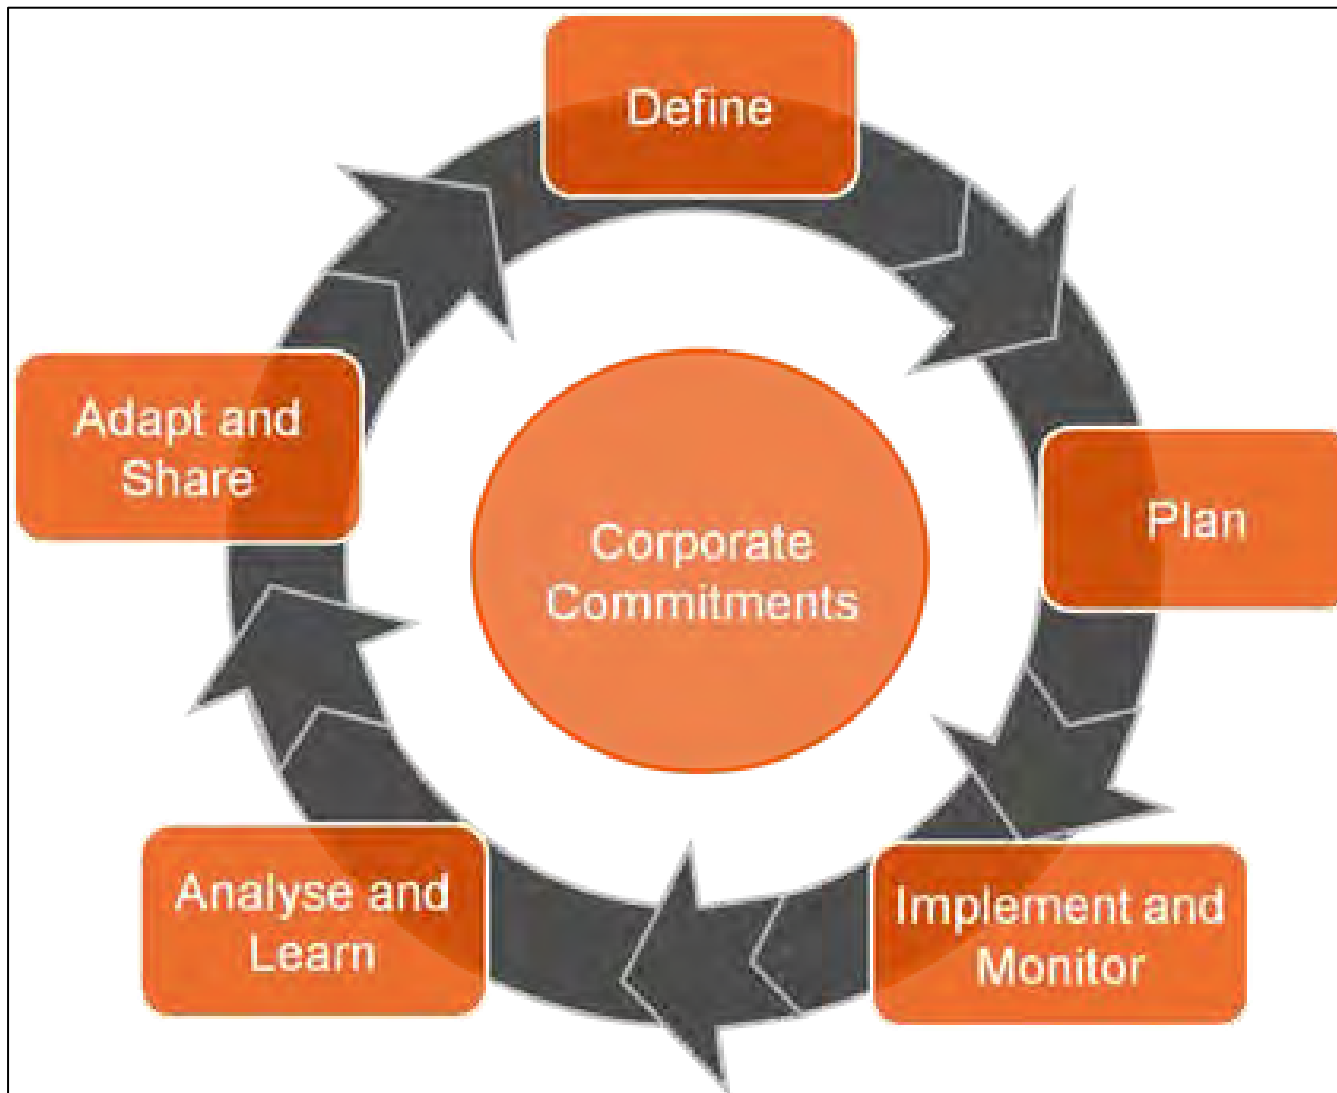 Define
Plan
Implement and
Monitor
Analyse and
Learn
Adapt and
Share
Corporate
Commitments